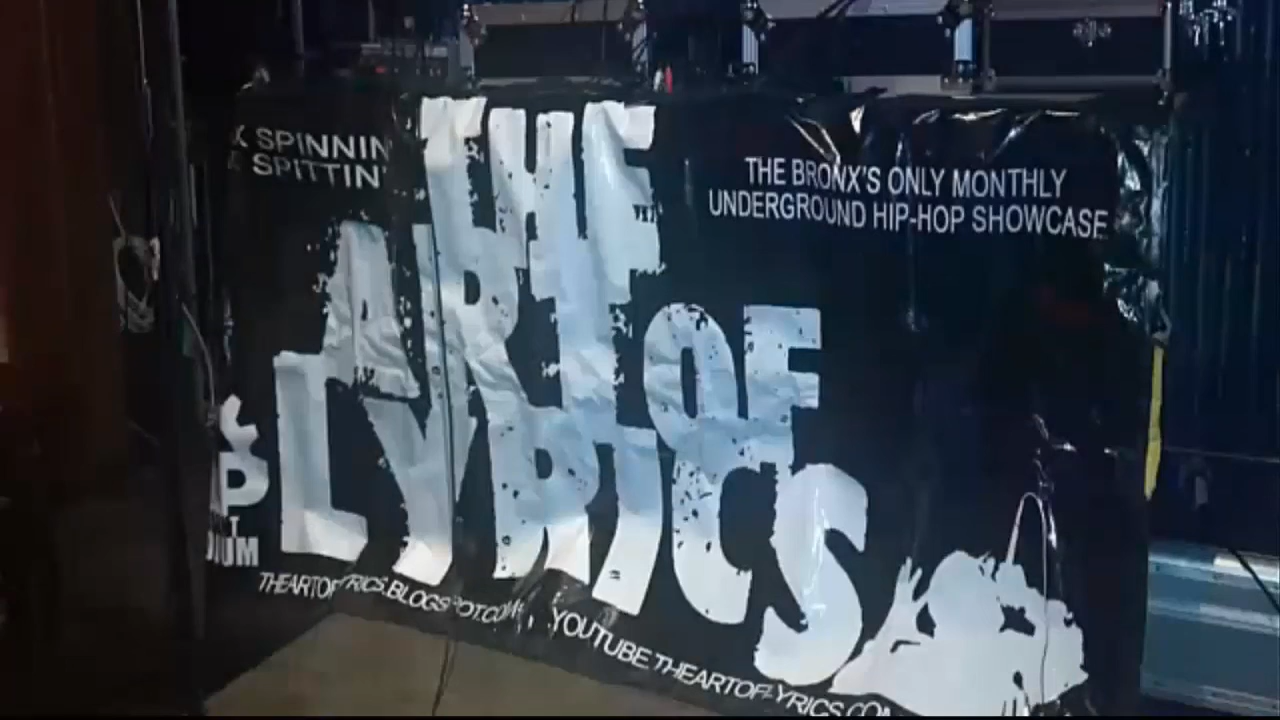 SPINNIN
SPITTIN'
THE BRONX'S ONLY MONTHLY
UNDERGROUND HIP-HOP SHOWCASE
THE
ART OF
LYRICS
THEARTOFLYRICS.BLOGSPOT.COM
YOUTUBE.THEARTOFLYRICS.COM